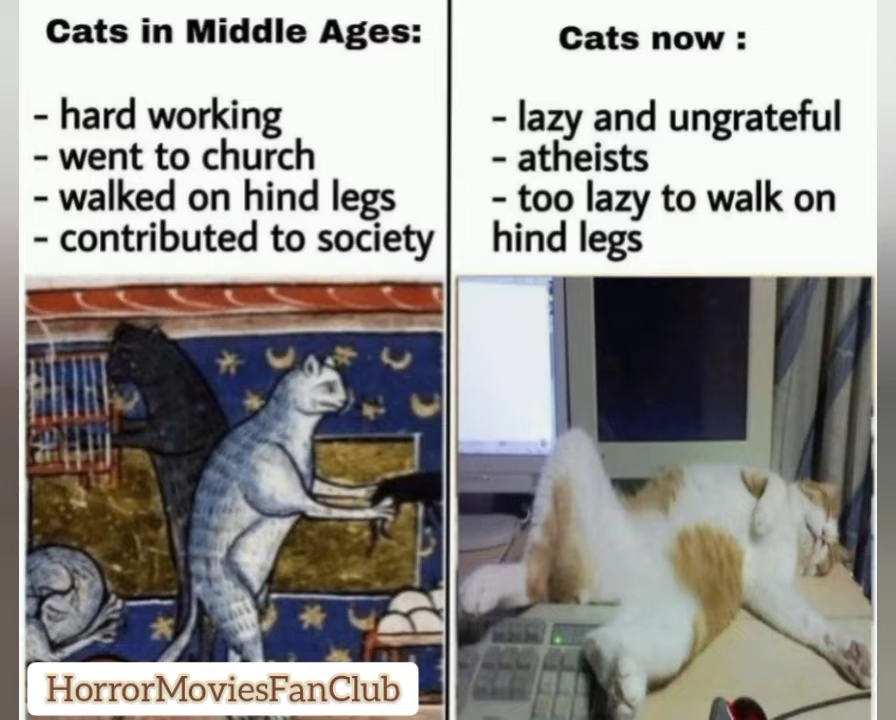 Cats in Middle Ages:
- hard working
- went to church
- walked on hind legs
- contributed to society
Cats now :
- lazy and ungrateful
- atheists
- too lazy to walk on
hind legs
HorrorMoviesFanClub